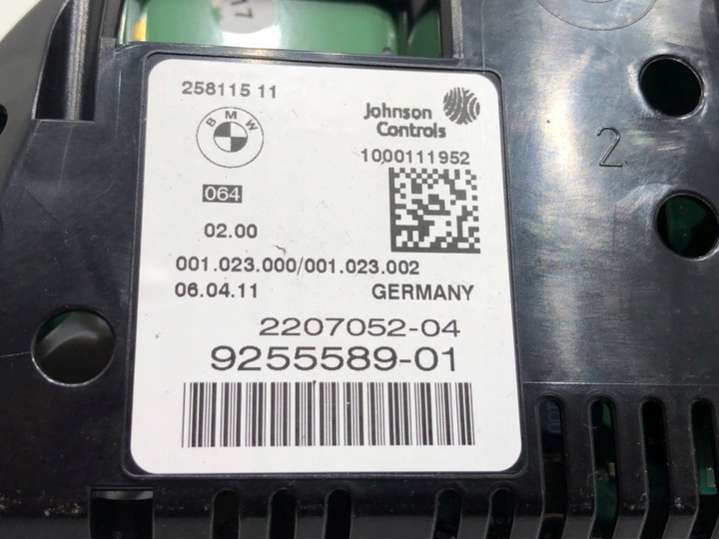 A7
258115 11
BMW
Johnson
Controls
1000111952
064
02.00
001.023.000/001.023.002
06.04.11 GERMANY
2207052-04
9255589-01
2